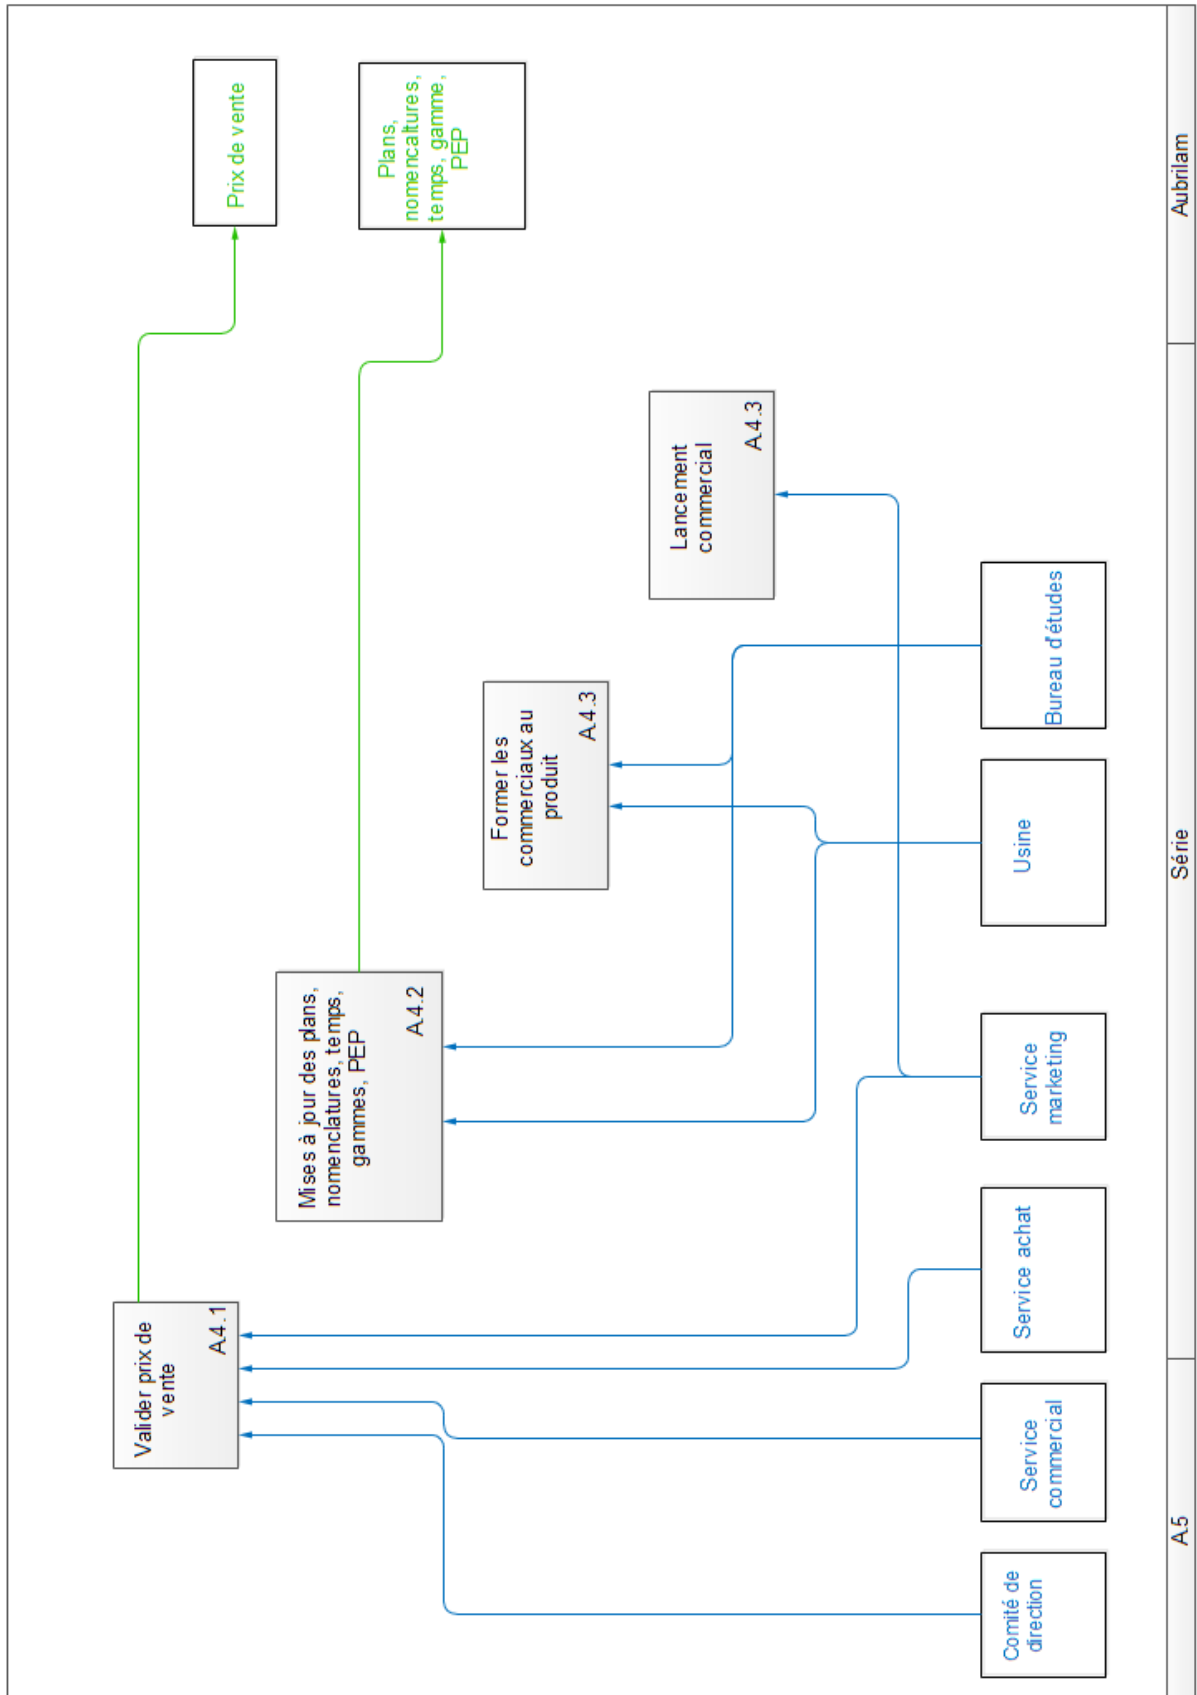 Valider prix de
vente
A.4.1
Mises à jour des plans,
nomenclatures, temps,
gammes, PEP
A.4.2
Former les
commerciaux au
produit
A.4.3
Lancement
commercial
A.4.3
Prix de vente
Plans,
nomencaltures,
temps, gamme,
PEP
Comité de
direction
Service
commercial
Service achat
Service
marketing
Usine
Bureau d'études
A.5
Série
Aubrilam